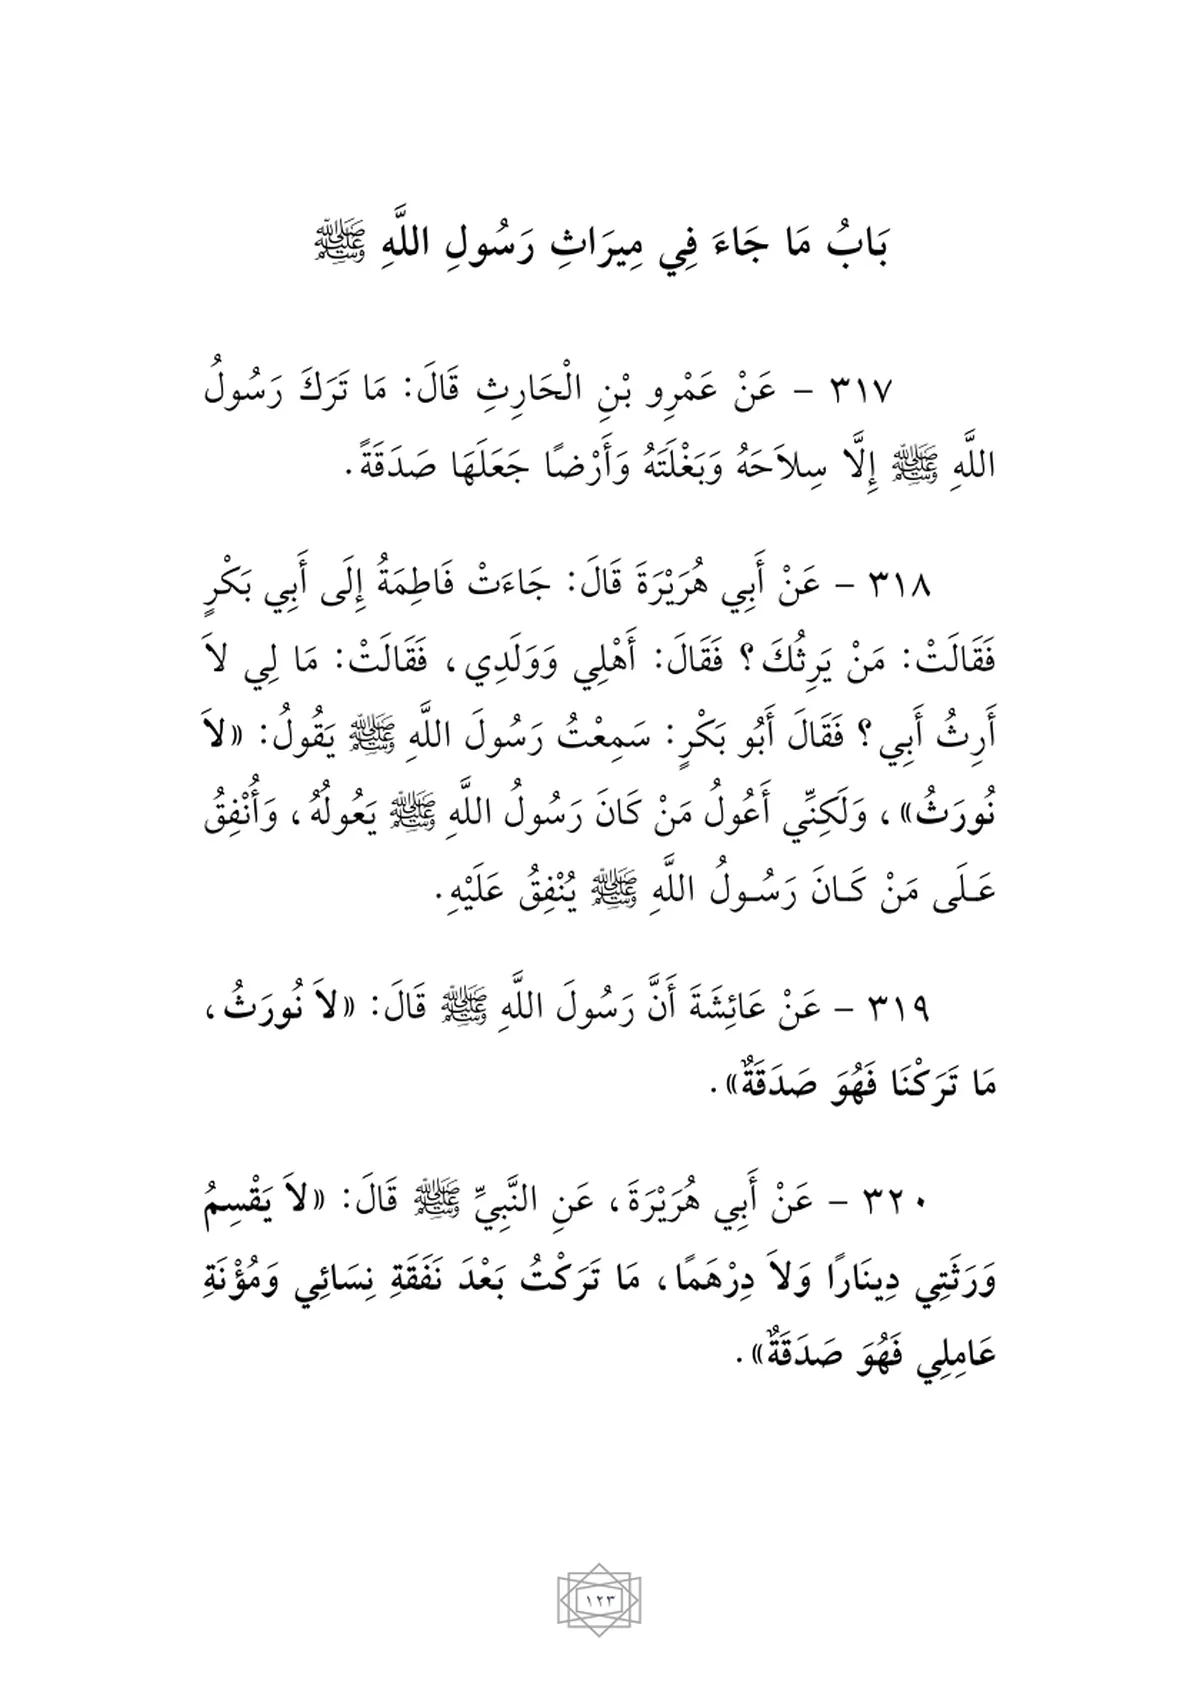 بَابُ مَا جَاءَ فِي مِيرَاثِ رَسُولِ اللَّهِ ﷺ
٣١٧ – عَنْ عَمْرِو بْنِ الْحَارِثِ قَالَ: مَا تَرَكَ رَسُولُ
اللَّهِ ﷺ إِلَّا سِلاَحَهُ وَبَغْلَتَهُ وَأَرْضًا جَعَلَهَا صَدَقَةً.
٣١٨ – عَنْ أَبِي هُرَيْرَةَ قَالَ: جَاءَتْ فَاطِمَةُ إِلَى أَبِي بَكْرٍ
فَقَالَتْ: مَنْ يَرِثُكَ؟ فَقَالَ: أَهْلِي وَوَلَدِي، فَقَالَتْ: مَا لِي لاَ
أَرِثُ أَبِي؟ فَقَالَ أَبُو بَكْرٍ: سَمِعْتُ رَسُولَ اللَّهِ ﷺ يَقُولُ: «لاَ
نُورَثُ»، وَلَكِنِّي أَعُولُ مَنْ كَانَ رَسُولُ اللَّهِ ﷺ يَعُولُهُ، وَأُنْفِقُ
عَـلَى مَنْ كَـانَ رَسُـولُ اللَّهِ ﷺ يُنْفِقُ عَلَيْهِ.
٣١٩ – عَنْ عَائِشَةَ أَنَّ رَسُولَ اللَّهِ ﷺ قَالَ: «لاَ نُورَثُ،
مَا تَرَكْنَا فَهُوَ صَدَقَةٌ».
٣٢٠ – عَنْ أَبِي هُرَيْرَةَ، عَنِ النَّبِيِّ ﷺ قَالَ: «لاَ يَقْسِمُ
وَرَثَتِي دِينَارًا وَلاَ دِرْهَمًا، مَا تَرَكْتُ بَعْدَ نَفَقَةِ نِسَائِي وَمُؤْنَةِ
عَامِلِي فَهُوَ صَدَقَةٌ».
١٢٣